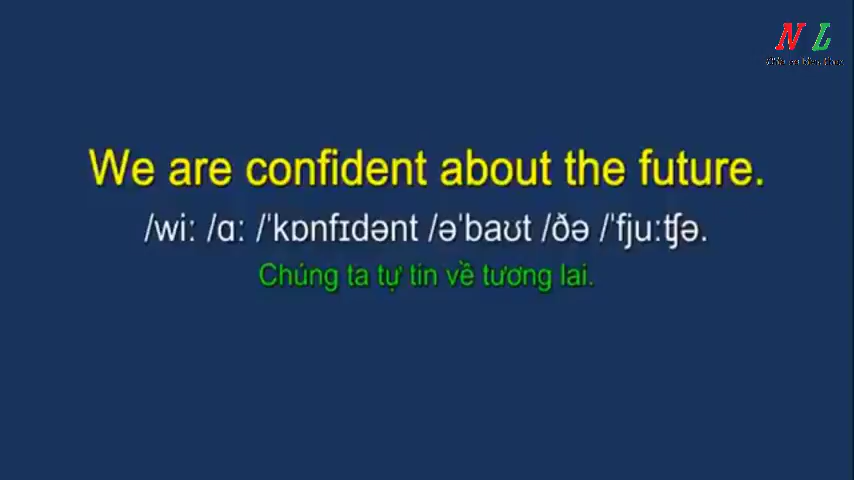 N L
We are confident about the future.
/wiː /ɑː /ˈkɒnfɪdənt /əˈbaʊt /ðə /ˈfjuːʧə.
Chúng ta tự tin về tương lai.